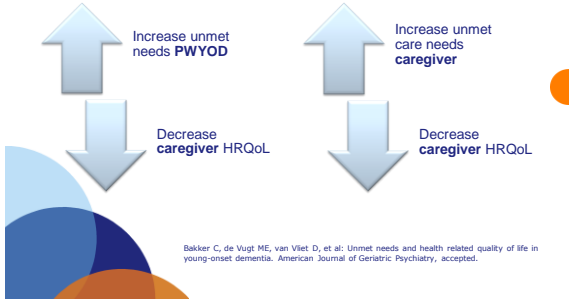 Increase unmet
needs PWYOD
Decrease
caregiver HRQoL
Increase unmet
care needs
caregiver
Decrease
caregiver HRQoL
Bakker C, de Vugt ME, van Vliet D, et al: Unmet needs and health related quality of life in
young-onset dementia. American Journal of Geriatric Psychiatry, accepted.